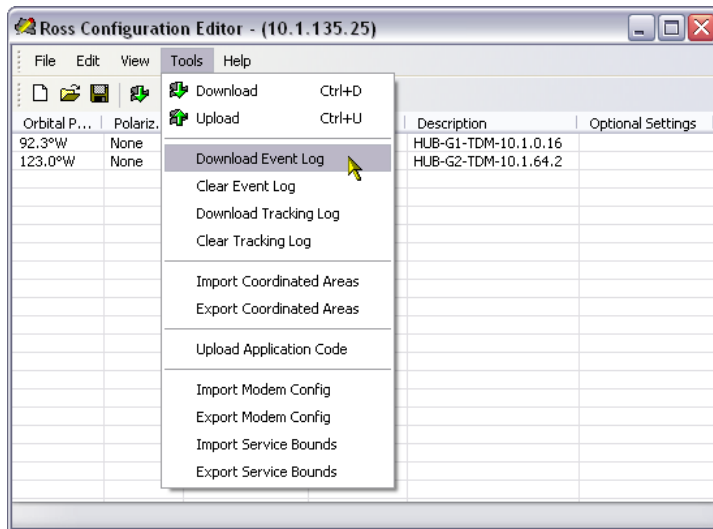 Ross Configuration Editor - (10.1.135.25)
File Edit View Tools Help
Download Ctrl+D
Upload Ctrl+U
Orbital P... Polariz. Description Optional Settings
92.3°W None HUB-G1-TDM-10.1.0.16
123.0°W None HUB-G2-TDM-10.1.64.2
Download Event Log
Clear Event Log
Download Tracking Log
Clear Tracking Log
Import Coordinated Areas
Export Coordinated Areas
Upload Application Code
Import Modem Config
Export Modem Config
Import Service Bounds
Export Service Bounds